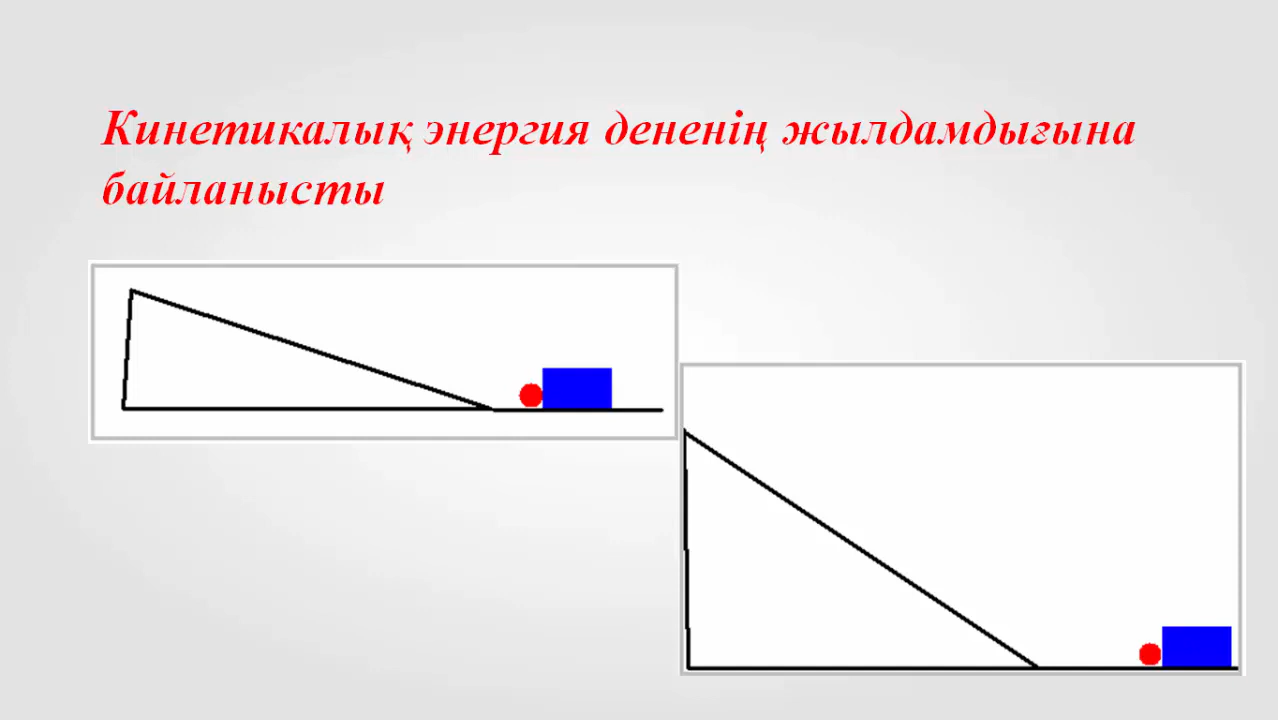 Кинетикалық энергия дененің жылдамдығына
байланысты